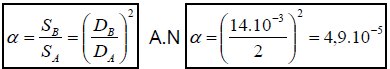 α = S_B / S_A = (D_B / D_A)² A.N α = (14.10⁻³ / 2)² = 4,9.10⁻⁵